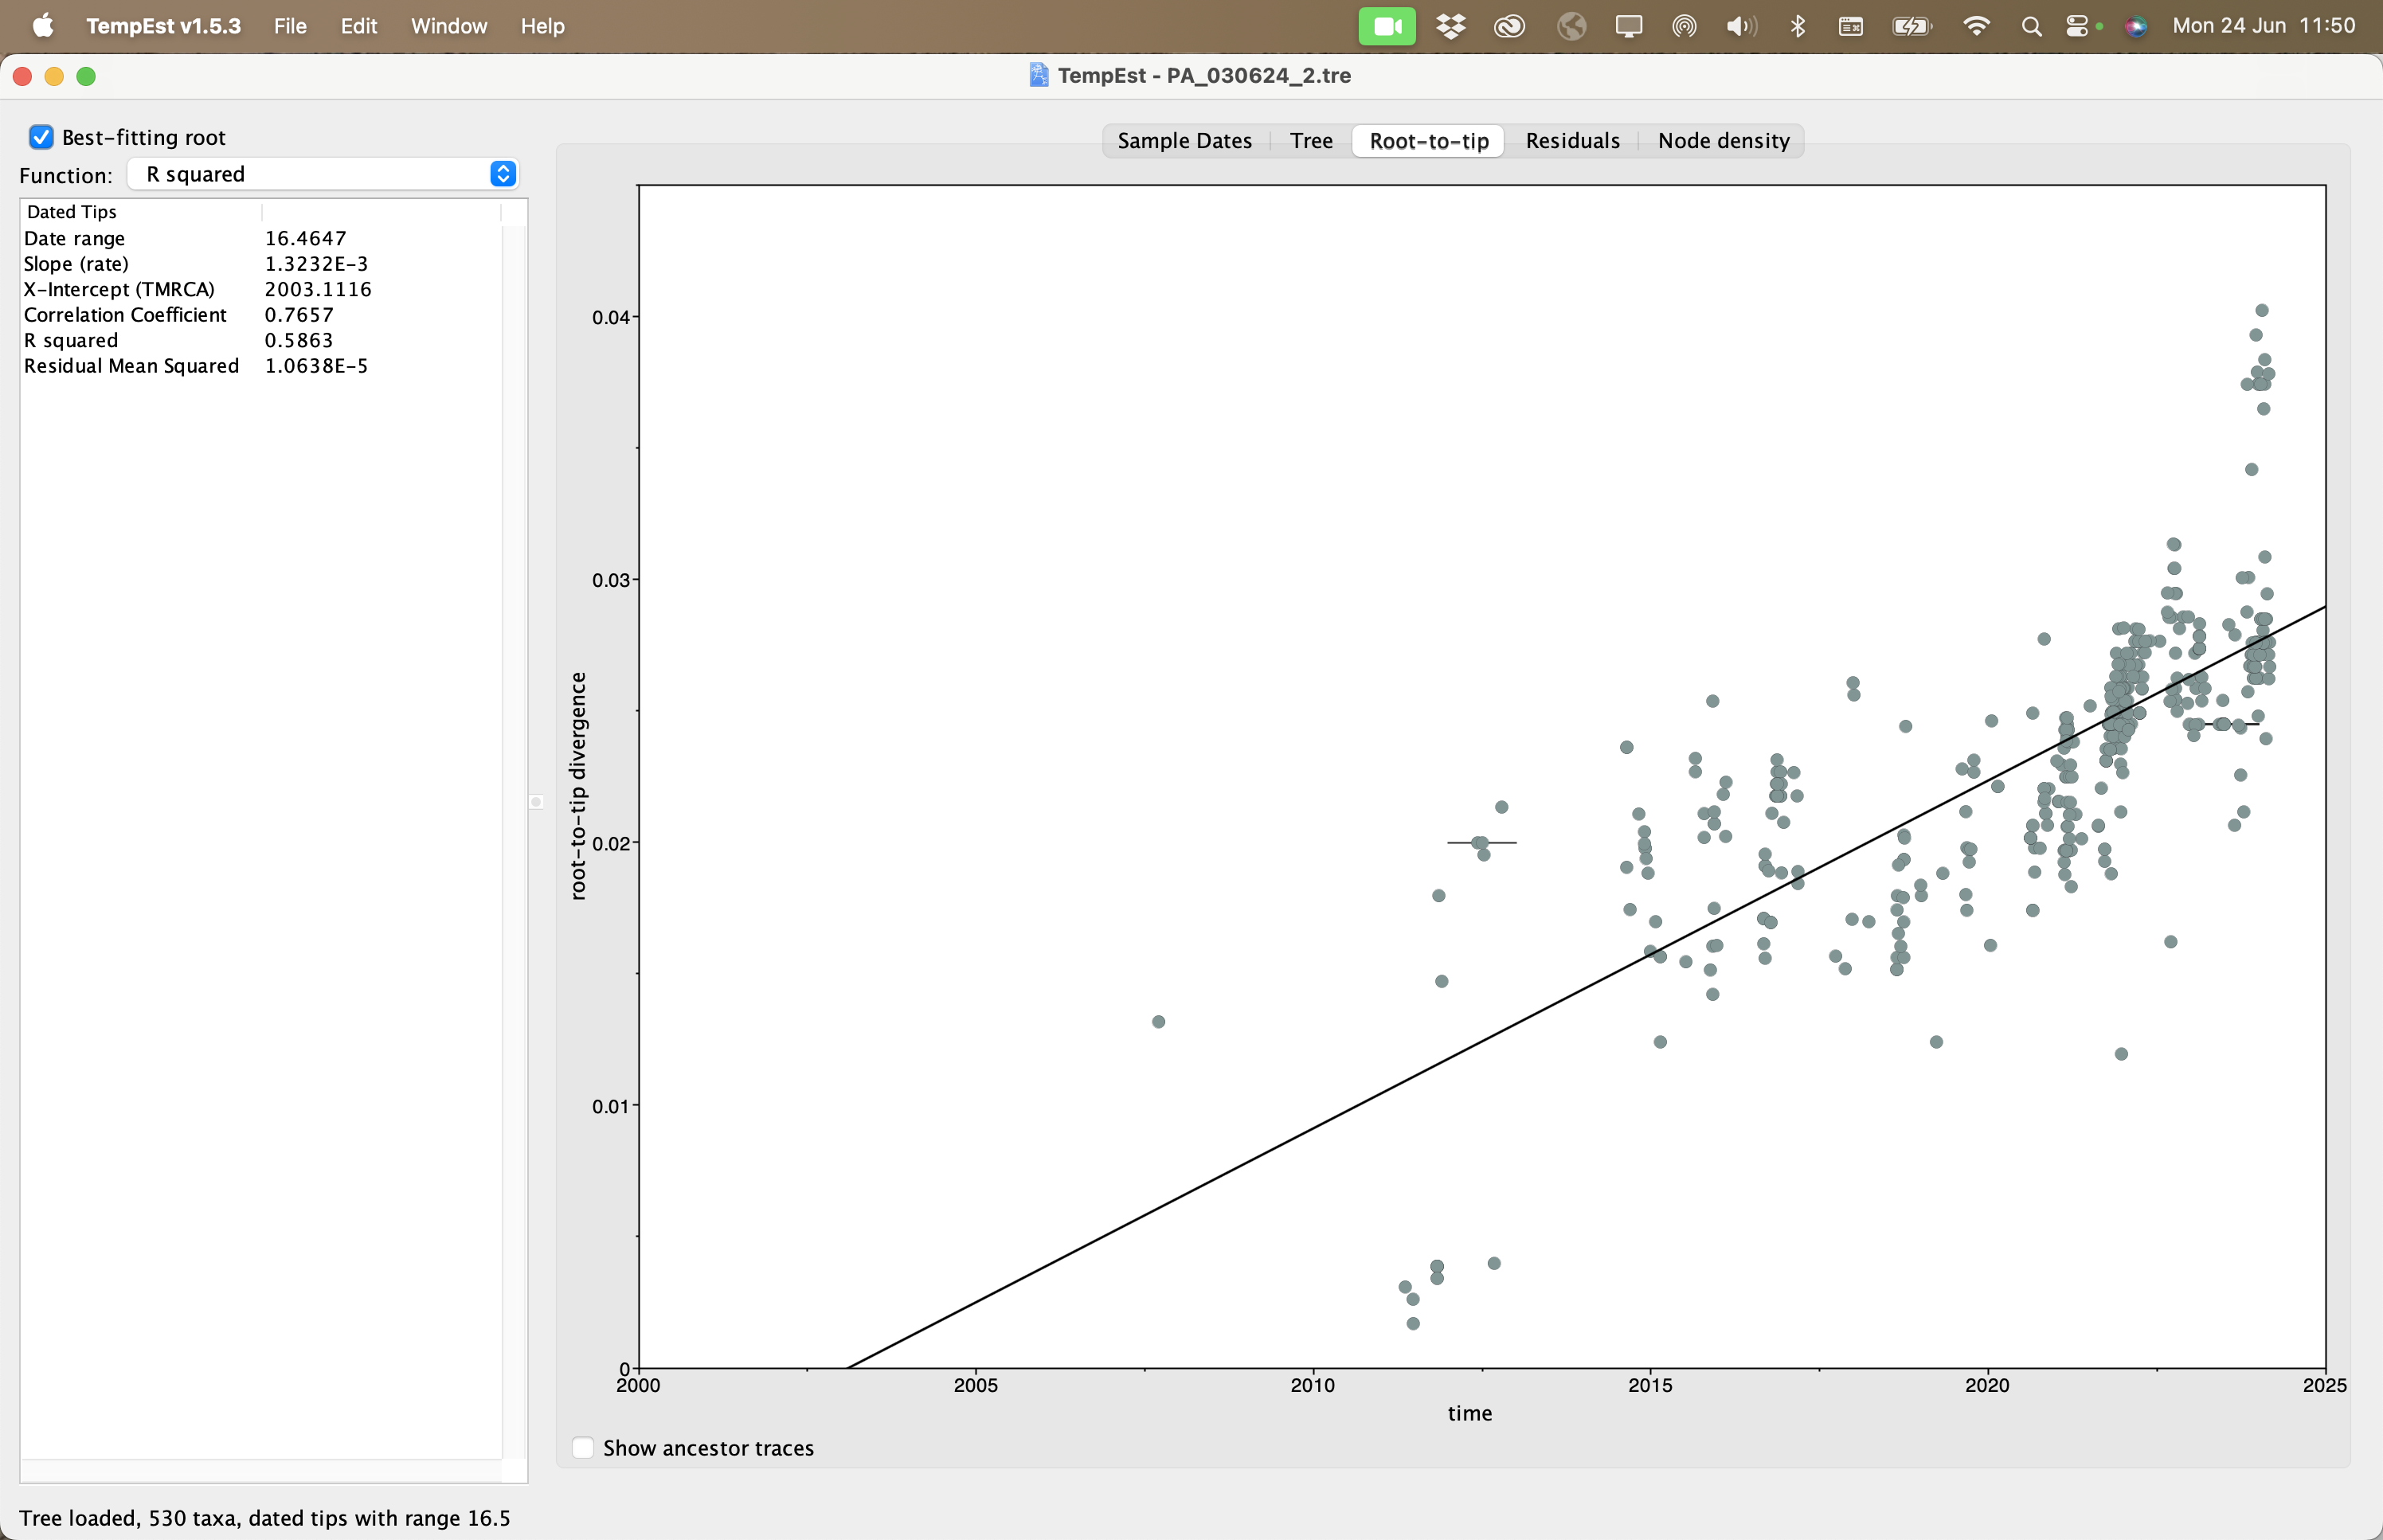 TempEst v1.5.3 File Edit Window Help Mon 24 Jun 11:50
TempEst - PA_030624_2.tre
Best-fitting root
Function: R squared
Dated Tips
Date range 16.4647
Slope (rate) 1.3232E-3
X-Intercept (TMRCA) 2003.1116
Correlation Coefficient 0.7657
R squared 0.5863
Residual Mean Squared 1.0638E-5
Sample Dates Tree Root-to-tip Residuals Node density
0.04
0.03
0.02
0.01
0
root-to-tip divergence
2000 2005 2010 2015 2020 2025
time
Show ancestor traces
Tree loaded, 530 taxa, dated tips with range 16.5